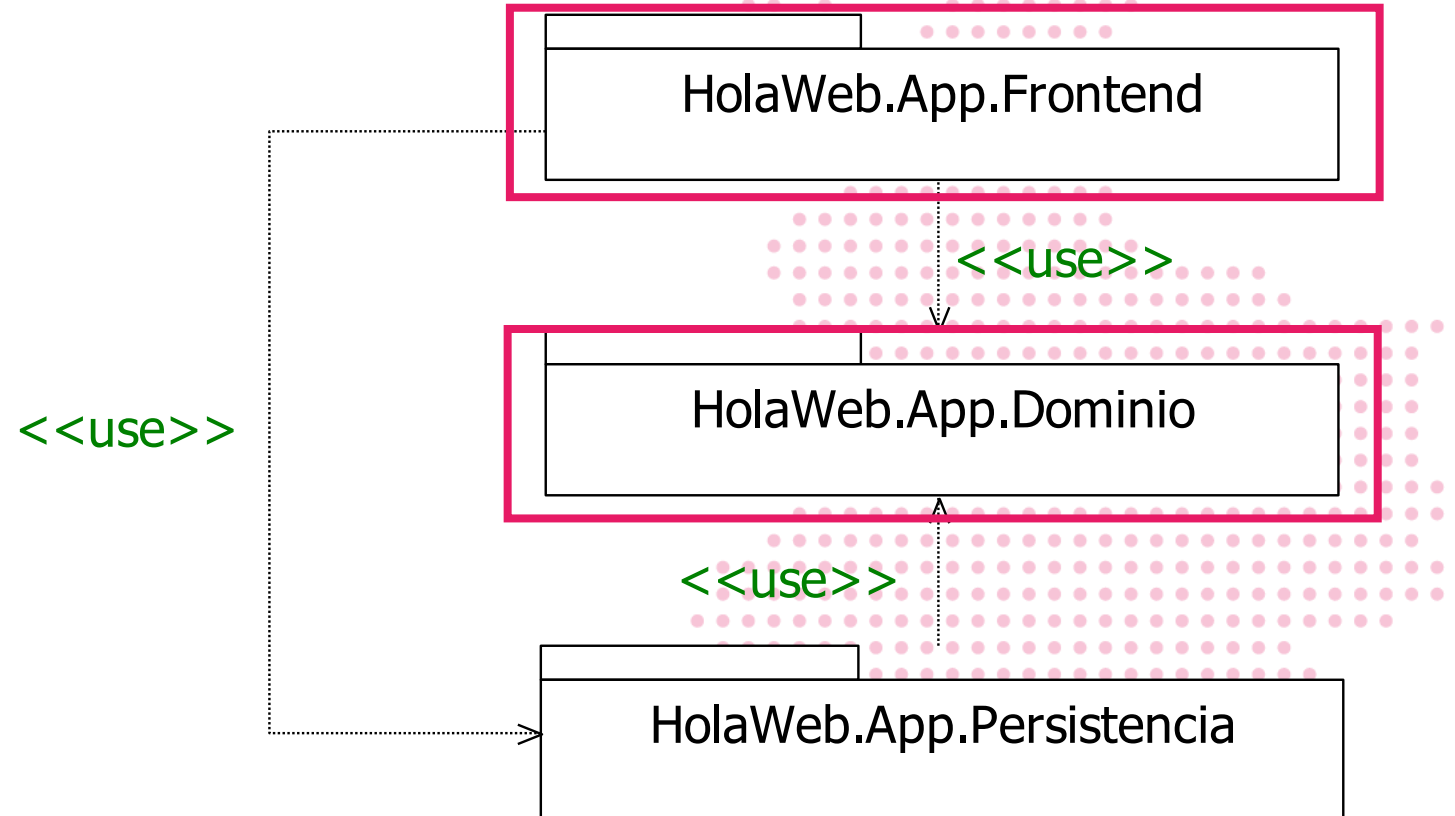 HolaWeb.App.Frontend
<<use>>
HolaWeb.App.Dominio
<<use>>
<<use>>
HolaWeb.App.Persistencia